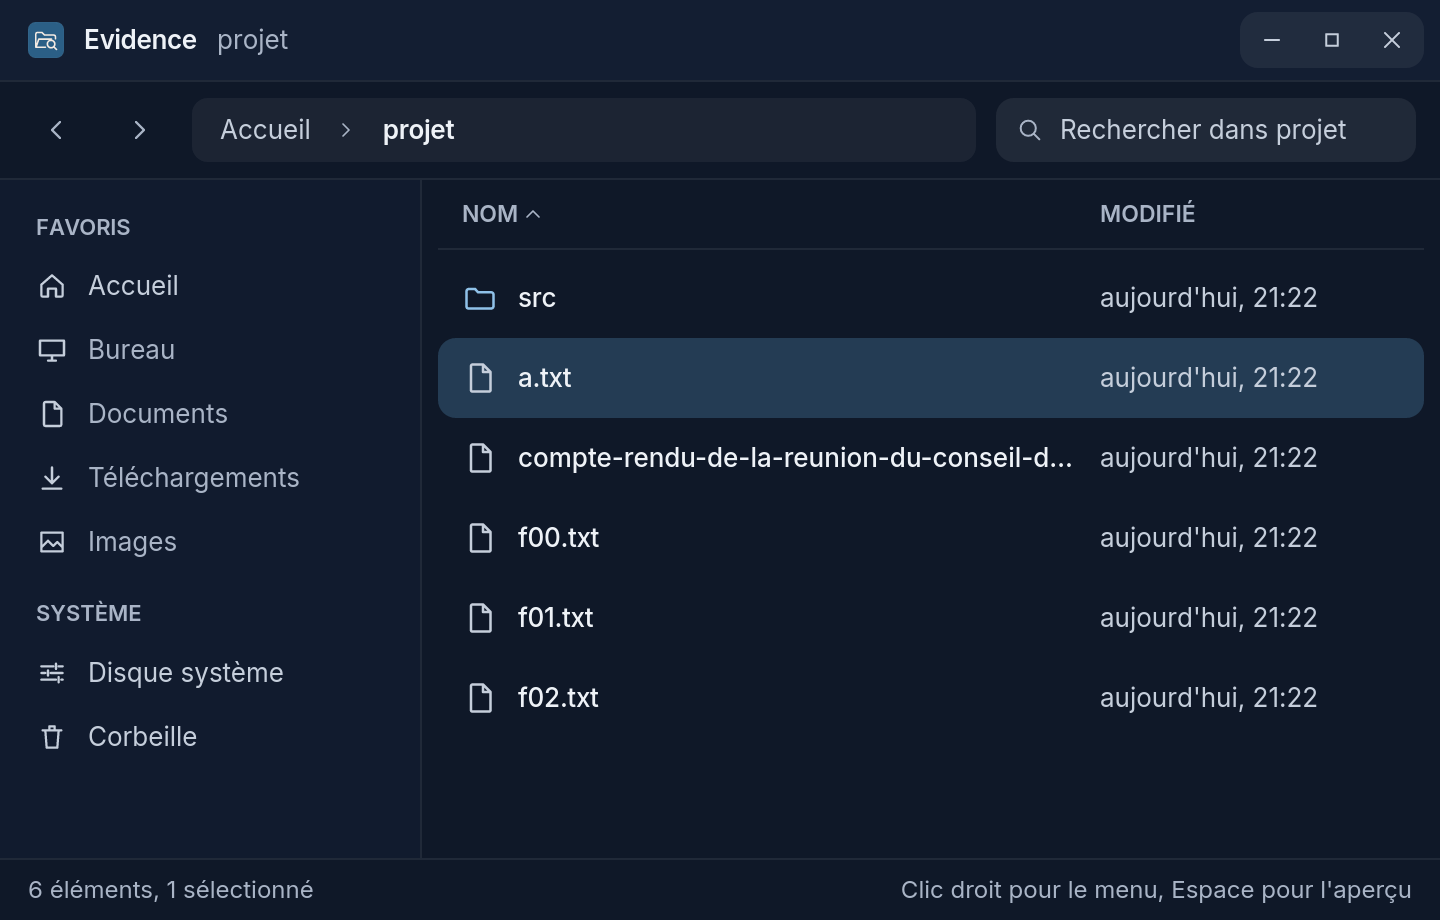 Evidence projet
Accueil projet
Rechercher dans projet
FAVORIS
Accueil
Bureau
Documents
Téléchargements
Images
SYSTÈME
Disque système
Corbeille
NOM MODIFIÉ
src aujourd'hui, 21:22
a.txt aujourd'hui, 21:22
compte-rendu-de-la-reunion-du-conseil-d... aujourd'hui, 21:22
f00.txt aujourd'hui, 21:22
f01.txt aujourd'hui, 21:22
f02.txt aujourd'hui, 21:22
6 éléments, 1 sélectionné
Clic droit pour le menu, Espace pour l'aperçu